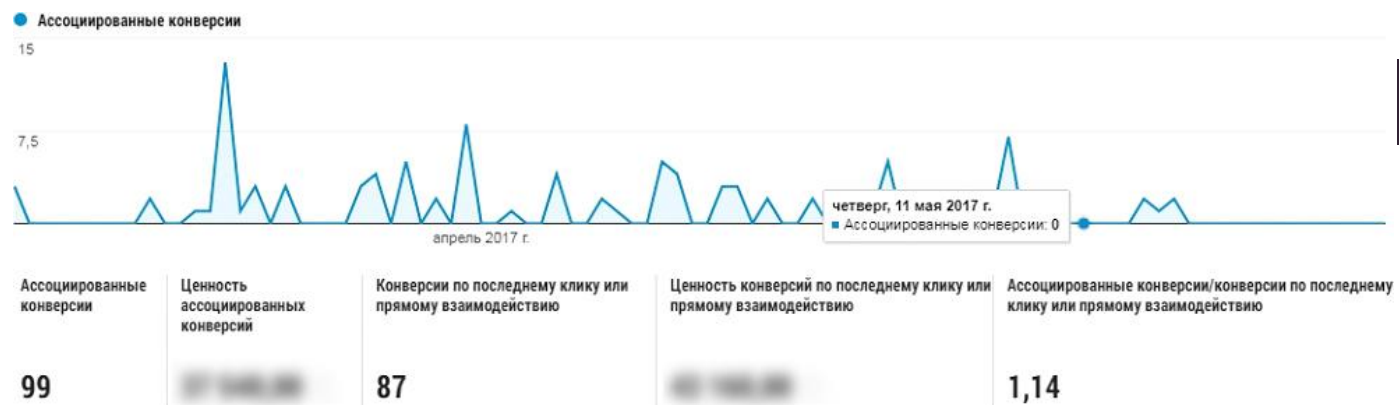 Ассоциированные конверсии
15
7,5
четверг, 11 мая 2017 г.
Ассоциированные конверсии: 0
апрель 2017 г.
Ассоциированные
конверсии
99
Ценность
ассоциированных
конверсий
Конверсии по последнему клику или
прямому взаимодействию
87
Ценность конверсий по последнему клику или
прямому взаимодействию
Ассоциированные конверсии/конверсии по последнему
клику или прямому взаимодействию
1,14